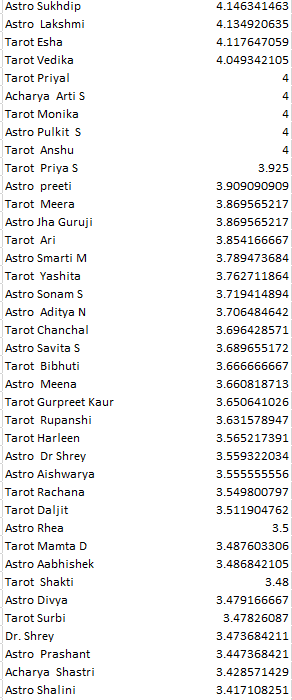 Astro Sukhdip 4.146341463
Astro  Lakshmi 4.134920635
Tarot Esha 4.117647059
Tarot Vedika 4.049342105
Tarot Priyal 4
Acharya  Arti S 4
Tarot Monika 4
Astro Pulkit  S 4
Tarot  Anshu 4
Tarot  Priya S 3.925
Astro  preeti 3.909090909
Tarot  Meera 3.869565217
Astro Jha Guruji 3.869565217
Tarot  Ari 3.854166667
Astro Smarti M 3.789473684
Tarot  Yashita 3.762711864
Astro Sonam S 3.719414894
Astro  Aditya N 3.706484642
Tarot Chanchal 3.696428571
Astro Savita S 3.689655172
Tarot  Bibhuti 3.666666667
Astro  Meena 3.660818713
Tarot Gurpreet Kaur 3.650641026
Tarot  Rupanshi 3.631578947
Tarot Harleen 3.565217391
Astro  Dr Shrey 3.559322034
Astro Aishwarya 3.555555556
Tarot Rachana 3.549800797
Tarot Daljit 3.511904762
Astro Rhea 3.5
Tarot Mamta D 3.487603306
Astro Aabhishek 3.486842105
Tarot  Shakti 3.48
Astro Divya 3.479166667
Tarot Surbi 3.47826087
Dr. Shrey 3.473684211
Astro  Prashant 3.447368421
Acharya  Shastri 3.428571429
Astro Shalini 3.417108251